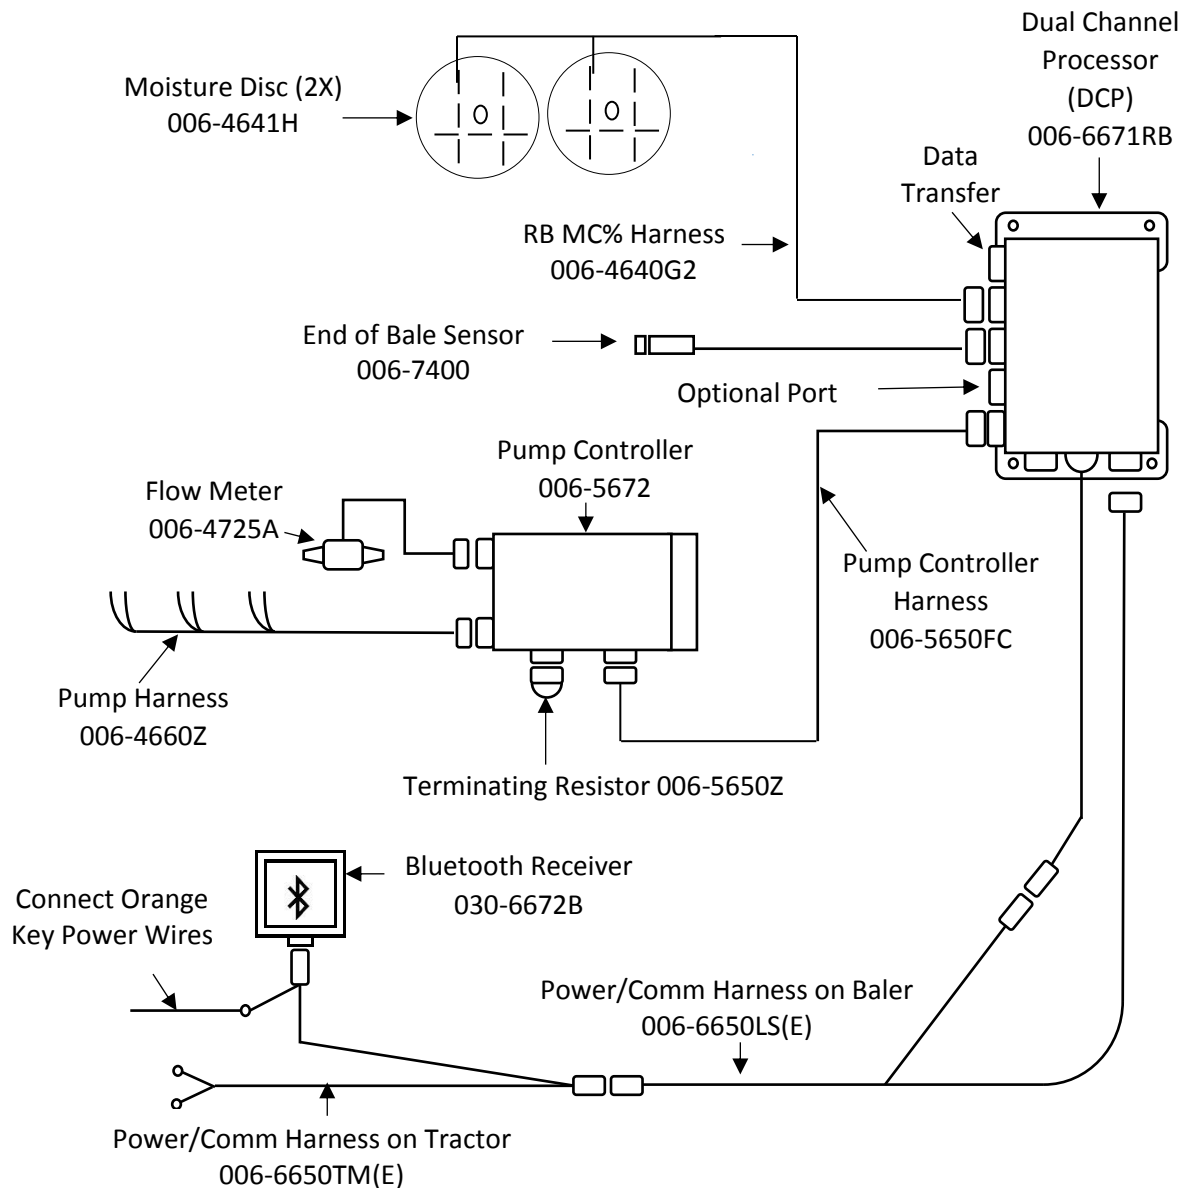 Dual Channel
Processor
(DCP)
006-6671RB
Moisture Disc (2X)
006-4641H
Data
Transfer
RB MC% Harness
006-4640G2
End of Bale Sensor
006-7400
Optional Port
Pump Controller
006-5672
Flow Meter
006-4725A
Pump Controller
Harness
006-5650FC
Pump Harness
006-4660Z
Terminating Resistor 006-5650Z
Bluetooth Receiver
030-6672B
Connect Orange
Key Power Wires
Power/Comm Harness on Baler
006-6650LS(E)
Power/Comm Harness on Tractor
006-6650TM(E)